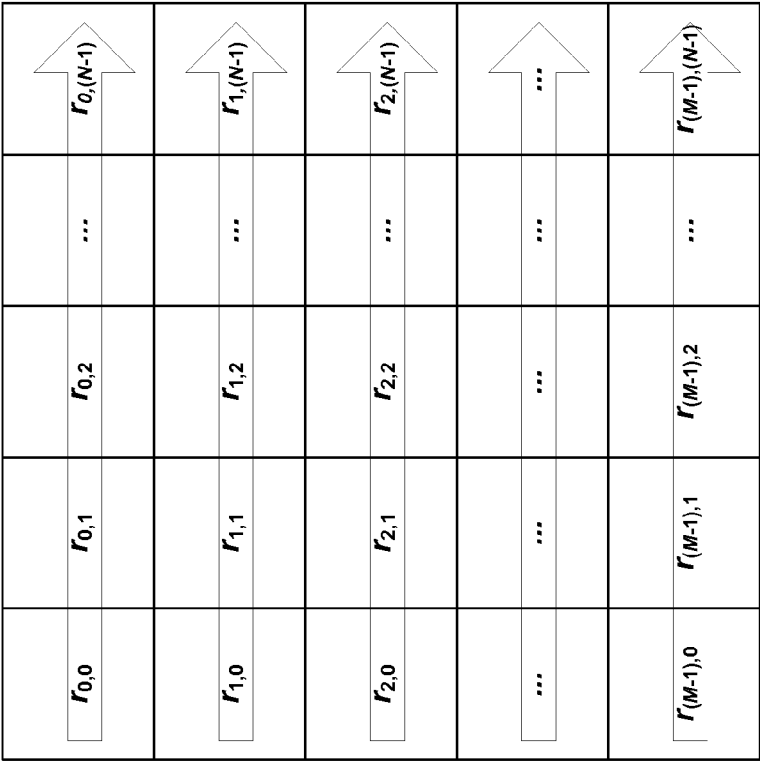 r0,0 r0,1 r0,2 ... r0,(N-1)
r1,0 r1,1 r1,2 ... r1,(N-1)
r2,0 r2,1 r2,2 ... r2,(N-1)
... ... ... ... ...
r(M-1),0 r(M-1),1 r(M-1),2 ... r(M-1),(N-1)